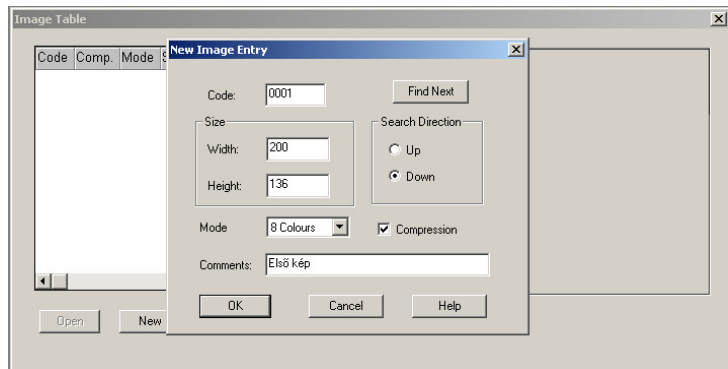 Image Table
New Image Entry
Code Comp. Mode
Code: 0001 Find Next
Size Search Direction
Width: 200 Up
Height: 136 Down
Mode 8 Colours Compression
Comments: Első kép
OK Cancel Help
Open New